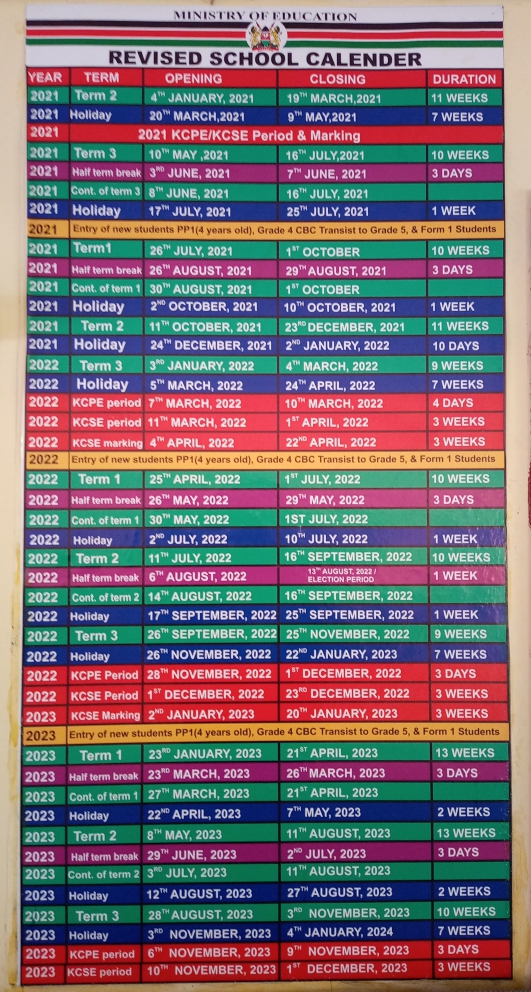 MINISTRY OF EDUCATION
REVISED SCHOOL CALENDER
YEAR TERM OPENING CLOSING DURATION
2021 Term 2 4TH JANUARY, 2021 19TH MARCH,2021 11 WEEKS
2021 Holiday 20TH MARCH,2021 9TH MAY,2021 7 WEEKS
2021 2021 KCPE/KCSE Period & Marking
2021 Term 3 10TH MAY ,2021 16TH JULY,2021 10 WEEKS
2021 Half term break 3RD JUNE, 2021 7TH JUNE, 2021 3 DAYS
2021 Cont. of term 3 8TH JUNE, 2021 16TH JULY, 2021
2021 Holiday 17TH JULY, 2021 25TH JULY, 2021 1 WEEK
2021 Entry of new students PP1(4 years old), Grade 4 CBC Transist to Grade 5, & Form 1 Students
2021 Term1 26TH JULY, 2021 1ST OCTOBER 10 WEEKS
2021 Half term break 26TH AUGUST, 2021 29TH AUGUST, 2021 3 DAYS
2021 Cont. of term 1 30TH AUGUST, 2021 1ST OCTOBER
2021 Holiday 2ND OCTOBER, 2021 10TH OCTOBER, 2021 1 WEEK
2021 Term 2 11TH OCTOBER, 2021 23RD DECEMBER, 2021 11 WEEKS
2021 Holiday 24TH DECEMBER, 2021 2ND JANUARY, 2022 10 DAYS
2022 Term 3 3RD JANUARY, 2022 4TH MARCH, 2022 9 WEEKS
2022 Holiday 5TH MARCH, 2022 24TH APRIL, 2022 7 WEEKS
2022 KCPE period 7TH MARCH, 2022 10TH MARCH, 2022 4 DAYS
2022 KCSE period 11TH MARCH, 2022 1ST APRIL, 2022 3 WEEKS
2022 KCSE marking 4TH APRIL, 2022 22ND APRIL, 2022 3 WEEKS
2022 Entry of new students PP1(4 years old), Grade 4 CBC Transist to Grade 5, & Form 1 Students
2022 Term 1 25TH APRIL, 2022 1ST JULY, 2022 10 WEEKS
2022 Half term break 26TH MAY, 2022 29TH MAY, 2022 3 DAYS
2022 Cont. of term 1 30TH MAY, 2022 1ST JULY, 2022
2022 Holiday 2ND JULY, 2022 10TH JULY, 2022 1 WEEK
2022 Term 2 11TH JULY, 2022 16TH SEPTEMBER, 2022 10 WEEKS
2022 Half term break 6TH AUGUST, 2022 13TH AUGUST, 2022 / ELECTION PERIOD 1 WEEK
2022 Cont. of term 2 14TH AUGUST, 2022 16TH SEPTEMBER, 2022
2022 Holiday 17TH SEPTEMBER, 2022 25TH SEPTEMBER, 2022 1 WEEK
2022 Term 3 26TH SEPTEMBER, 2022 25TH NOVEMBER, 2022 9 WEEKS
2022 Holiday 26TH NOVEMBER, 2022 22ND JANUARY, 2023 7 WEEKS
2022 KCPE Period 28TH NOVEMBER, 2022 1ST DECEMBER, 2022 3 DAYS
2022 KCSE Period 1ST DECEMBER, 2022 23RD DECEMBER, 2022 3 WEEKS
2023 KCSE Marking 2ND JANUARY, 2023 20TH JANUARY, 2023 3 WEEKS
2023 Entry of new students PP1(4 years old), Grade 4 CBC Transist to Grade 5, & Form 1 Students
2023 Term 1 23RD JANUARY, 2023 21ST APRIL, 2023 13 WEEKS
2023 Half term break 23RD MARCH, 2023 26TH MARCH, 2023 3 DAYS
2023 Cont. of term 1 27TH MARCH, 2023 21ST APRIL, 2023
2023 Holiday 22ND APRIL, 2023 7TH MAY, 2023 2 WEEKS
2023 Term 2 8TH MAY, 2023 11TH AUGUST, 2023 13 WEEKS
2023 Half term break 29TH JUNE, 2023 2ND JULY, 2023 3 DAYS
2023 Cont. of term 2 3RD JULY, 2023 11TH AUGUST, 2023
2023 Holiday 12TH AUGUST, 2023 27TH AUGUST, 2023 2 WEEKS
2023 Term 3 28TH AUGUST, 2023 3RD NOVEMBER, 2023 10 WEEKS
2023 Holiday 3RD NOVEMBER, 2023 4TH JANUARY, 2024 7 WEEKS
2023 KCPE period 6TH NOVEMBER, 2023 9TH NOVEMBER, 2023 3 DAYS
2023 KCSE period 10TH NOVEMBER, 2023 1ST DECEMBER, 2023 3 WEEKS